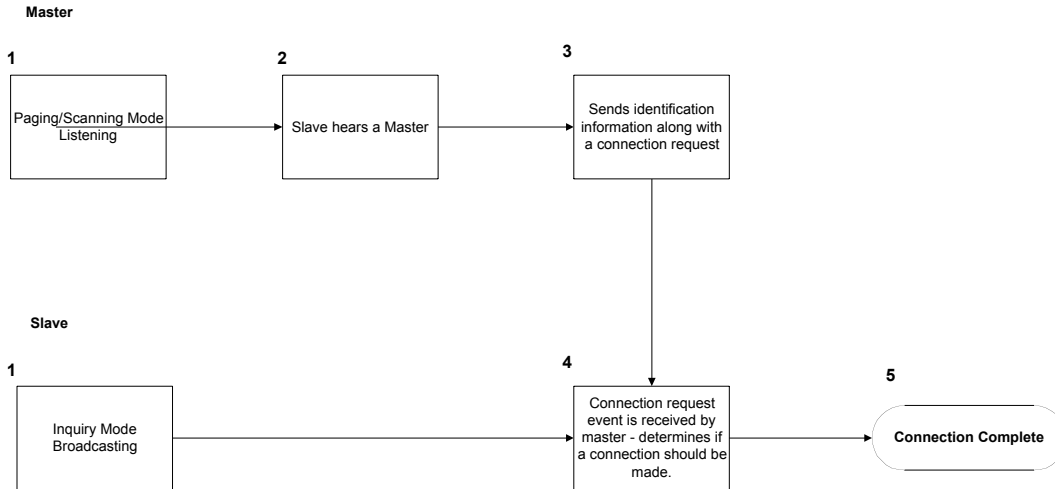 Master
1
2
3
Paging/Scanning Mode
Listening
Slave hears a Master
Sends identification
information along with
a connection request
Slave
1
4
5
Inquiry Mode
Broadcasting
Connection request
event is received by
master - determines if
a connection should be
made.
Connection Complete